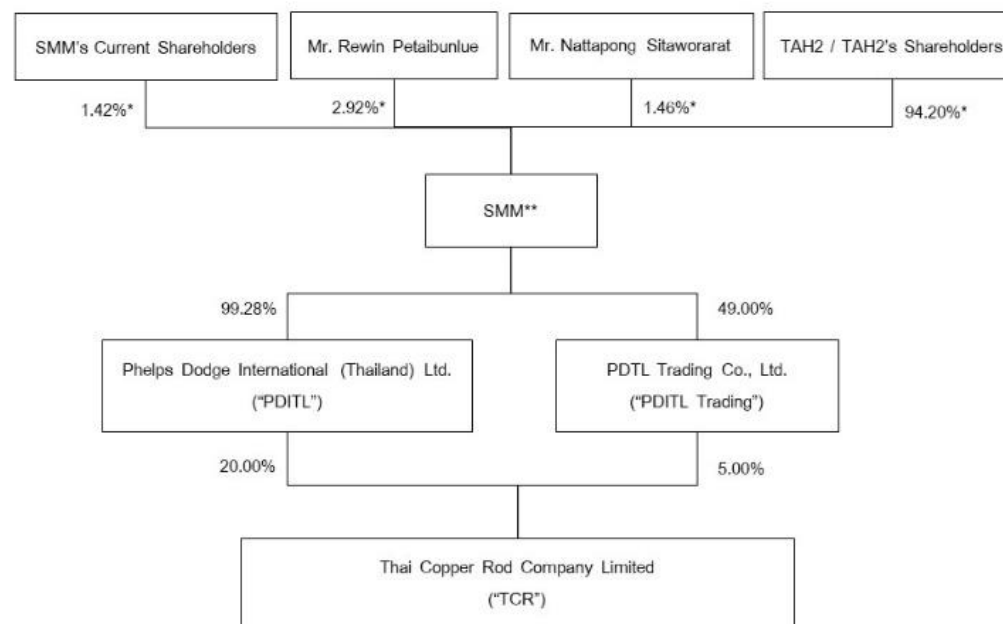 SMM's Current Shareholders
Mr. Rewin Petaibunlue
Mr. Nattapong Sitaworarat
TAH2 / TAH2's Shareholders
1.42%*
2.92%*
1.46%*
94.20%*
SMM**
99.28%
49.00%
Phelps Dodge International (Thailand) Ltd.
("PDITL")
PDTL Trading Co., Ltd.
("PDITL Trading")
20.00%
5.00%
Thai Copper Rod Company Limited
("TCR")